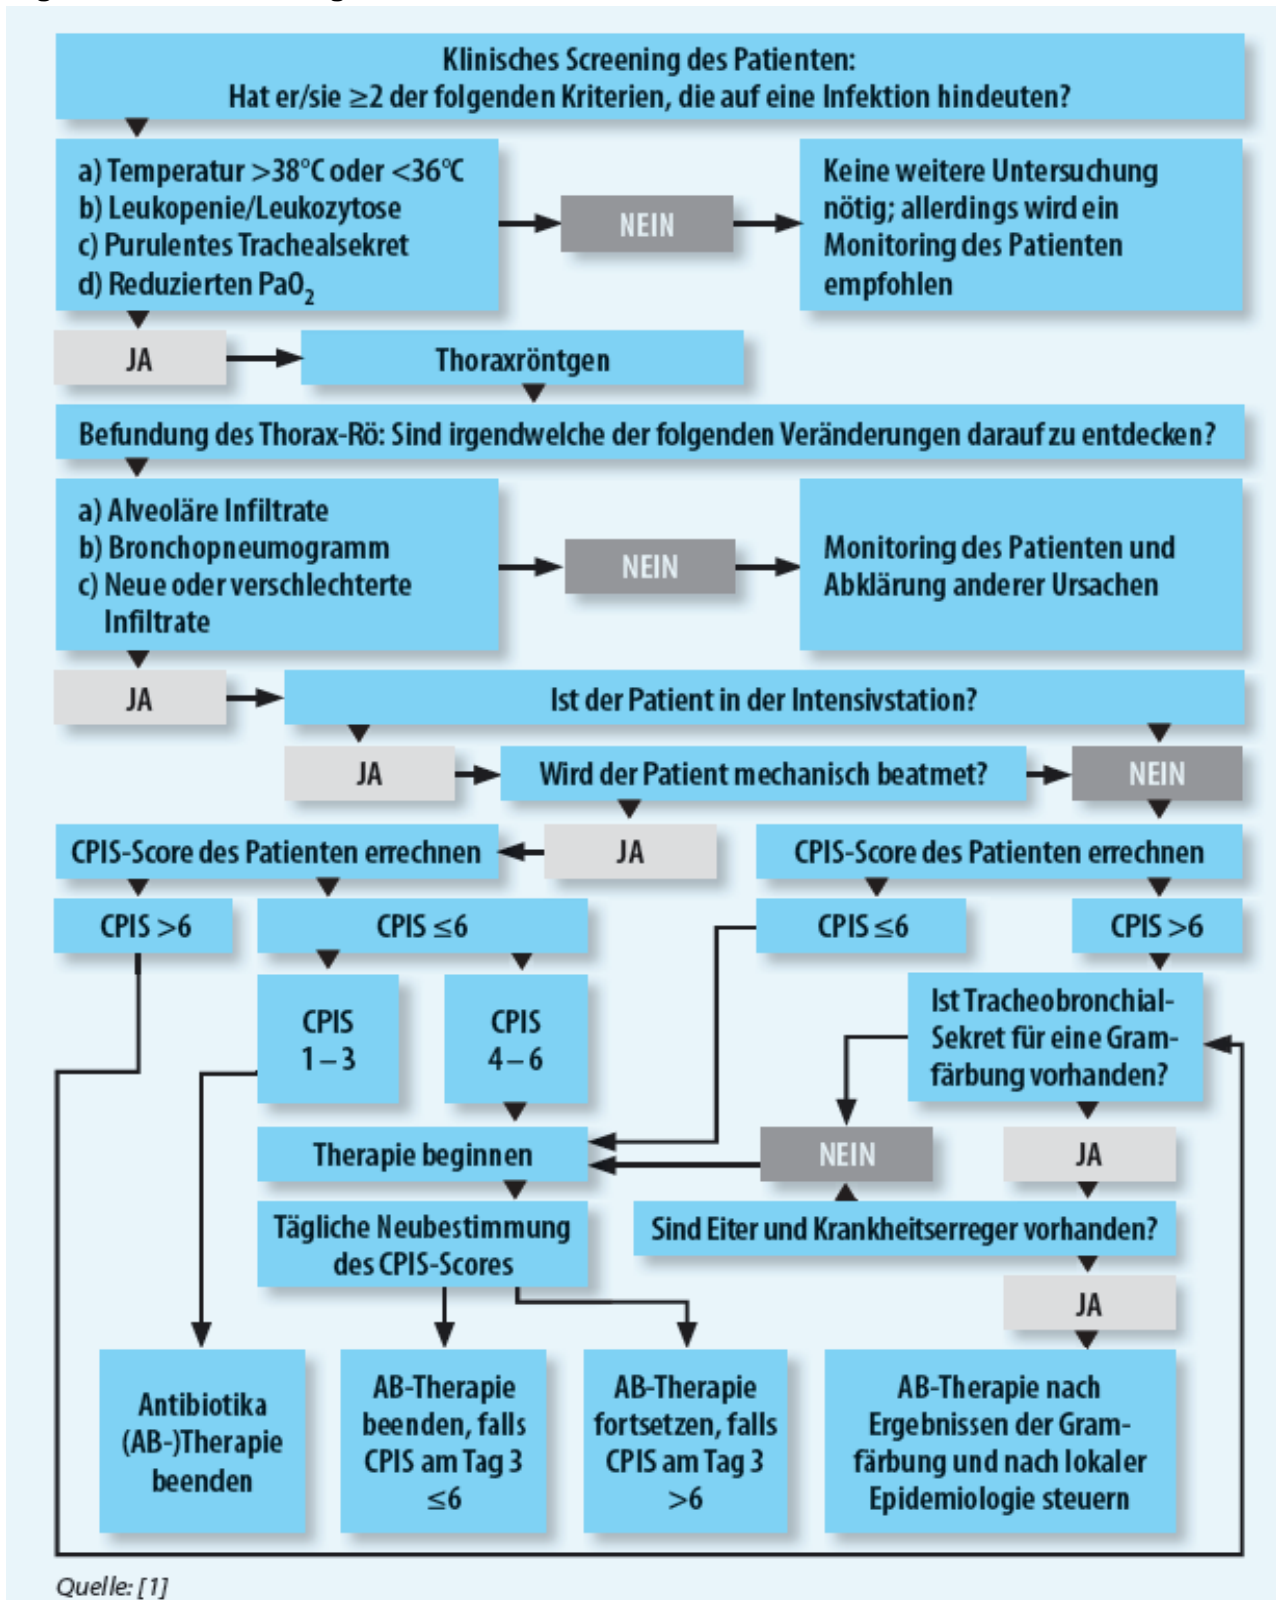 Klinisches Screening des Patienten:
Hat er/sie ≥2 der folgenden Kriterien, die auf eine Infektion hindeuten?
a) Temperatur >38°C oder <36°C
b) Leukopenie/Leukozytose
c) Purulentes Trachealsekret
d) Reduzierten PaO₂
NEIN
Keine weitere Untersuchung
nötig; allerdings wird ein
Monitoring des Patienten
empfohlen
JA
Thoraxröntgen
Befundung des Thorax-Rö: Sind irgendwelche der folgenden Veränderungen darauf zu entdecken?
a) Alveoläre Infiltrate
b) Bronchopneumogramm
c) Neue oder verschlechterte
Infiltrate
NEIN
Monitoring des Patienten und
Abklärung anderer Ursachen
JA
Ist der Patient in der Intensivstation?
JA
Wird der Patient mechanisch beatmet?
NEIN
CPIS-Score des Patienten errechnen
JA
CPIS-Score des Patienten errechnen
CPIS >6
CPIS ≤6
CPIS ≤6
CPIS >6
CPIS
1–3
CPIS
4–6
Ist Tracheobronchial-
Sekret für eine Gram-
färbung vorhanden?
Therapie beginnen
NEIN
JA
Tägliche Neubestimmung
des CPIS-Scores
Sind Eiter und Krankheitserreger vorhanden?
JA
Antibiotika
(AB-)Therapie
beenden
AB-Therapie
beenden, falls
CPIS am Tag 3
≤6
AB-Therapie
fortsetzen, falls
CPIS am Tag 3
>6
AB-Therapie nach
Ergebnissen der Gram-
färbung und nach lokaler
Epidemiologie steuern
Quelle: [1]